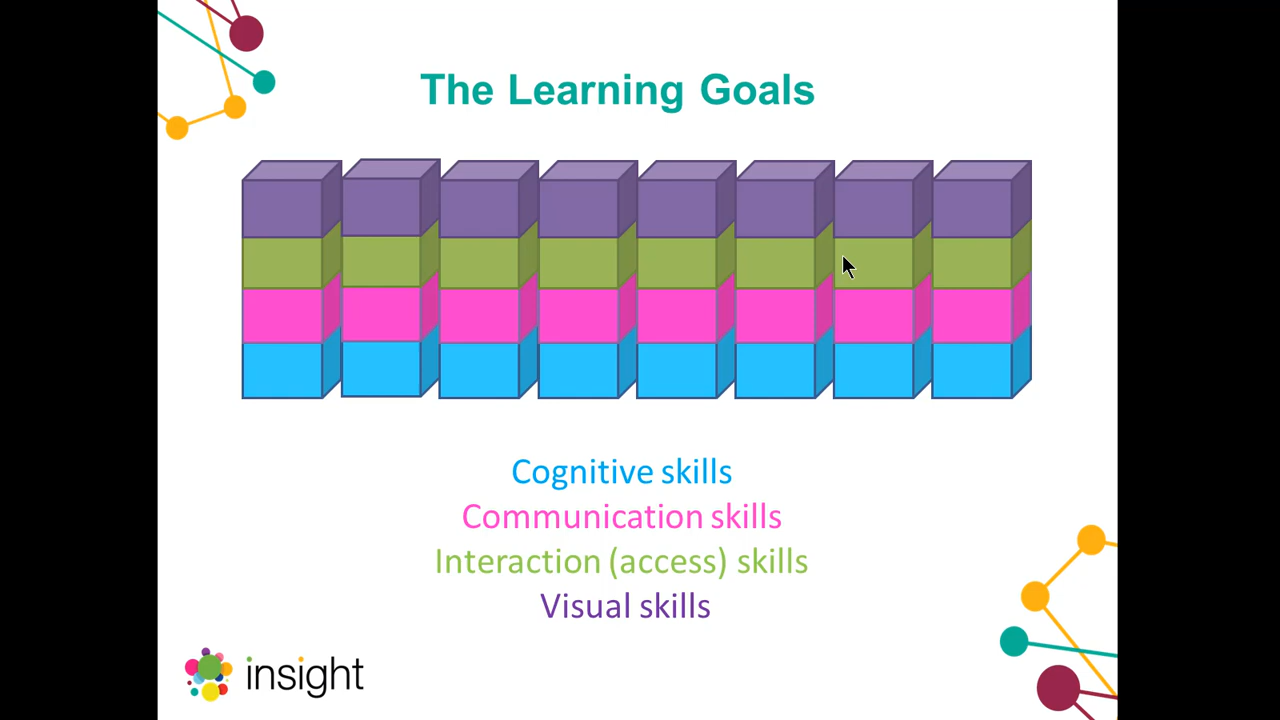 The Learning Goals
Cognitive skills
Communication skills
Interaction (access) skills
Visual skills
insight